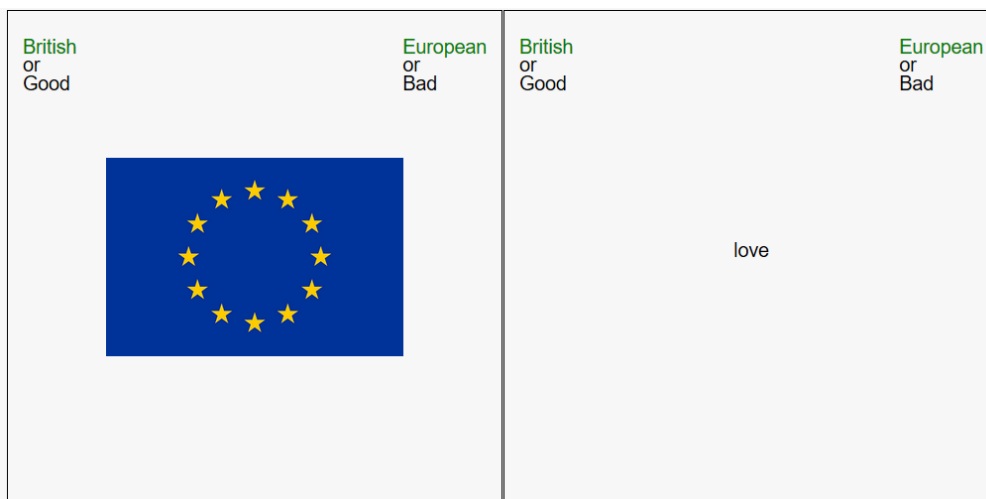 British
or
Good
European
or
Bad
British
or
Good
European
or
Bad
love